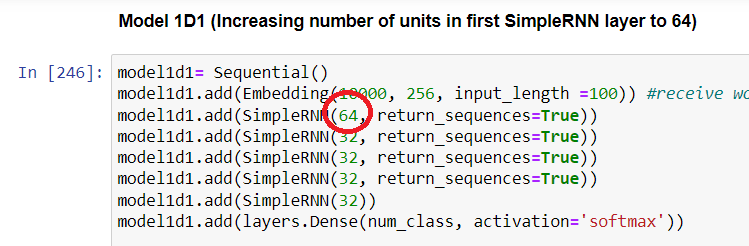 Model 1D1 (Increasing number of units in first SimpleRNN layer to 64)
In [246]: model1d1= Sequential()
model1d1.add(Embedding(10000, 256, input_length =100)) #receive
model1d1.add(SimpleRNN(64, return_sequences=True))
model1d1.add(SimpleRNN(32, return_sequences=True))
model1d1.add(SimpleRNN(32, return_sequences=True))
model1d1.add(SimpleRNN(32, return_sequences=True))
model1d1.add(SimpleRNN(32))
model1d1.add(layers.Dense(num_class, activation='softmax'))